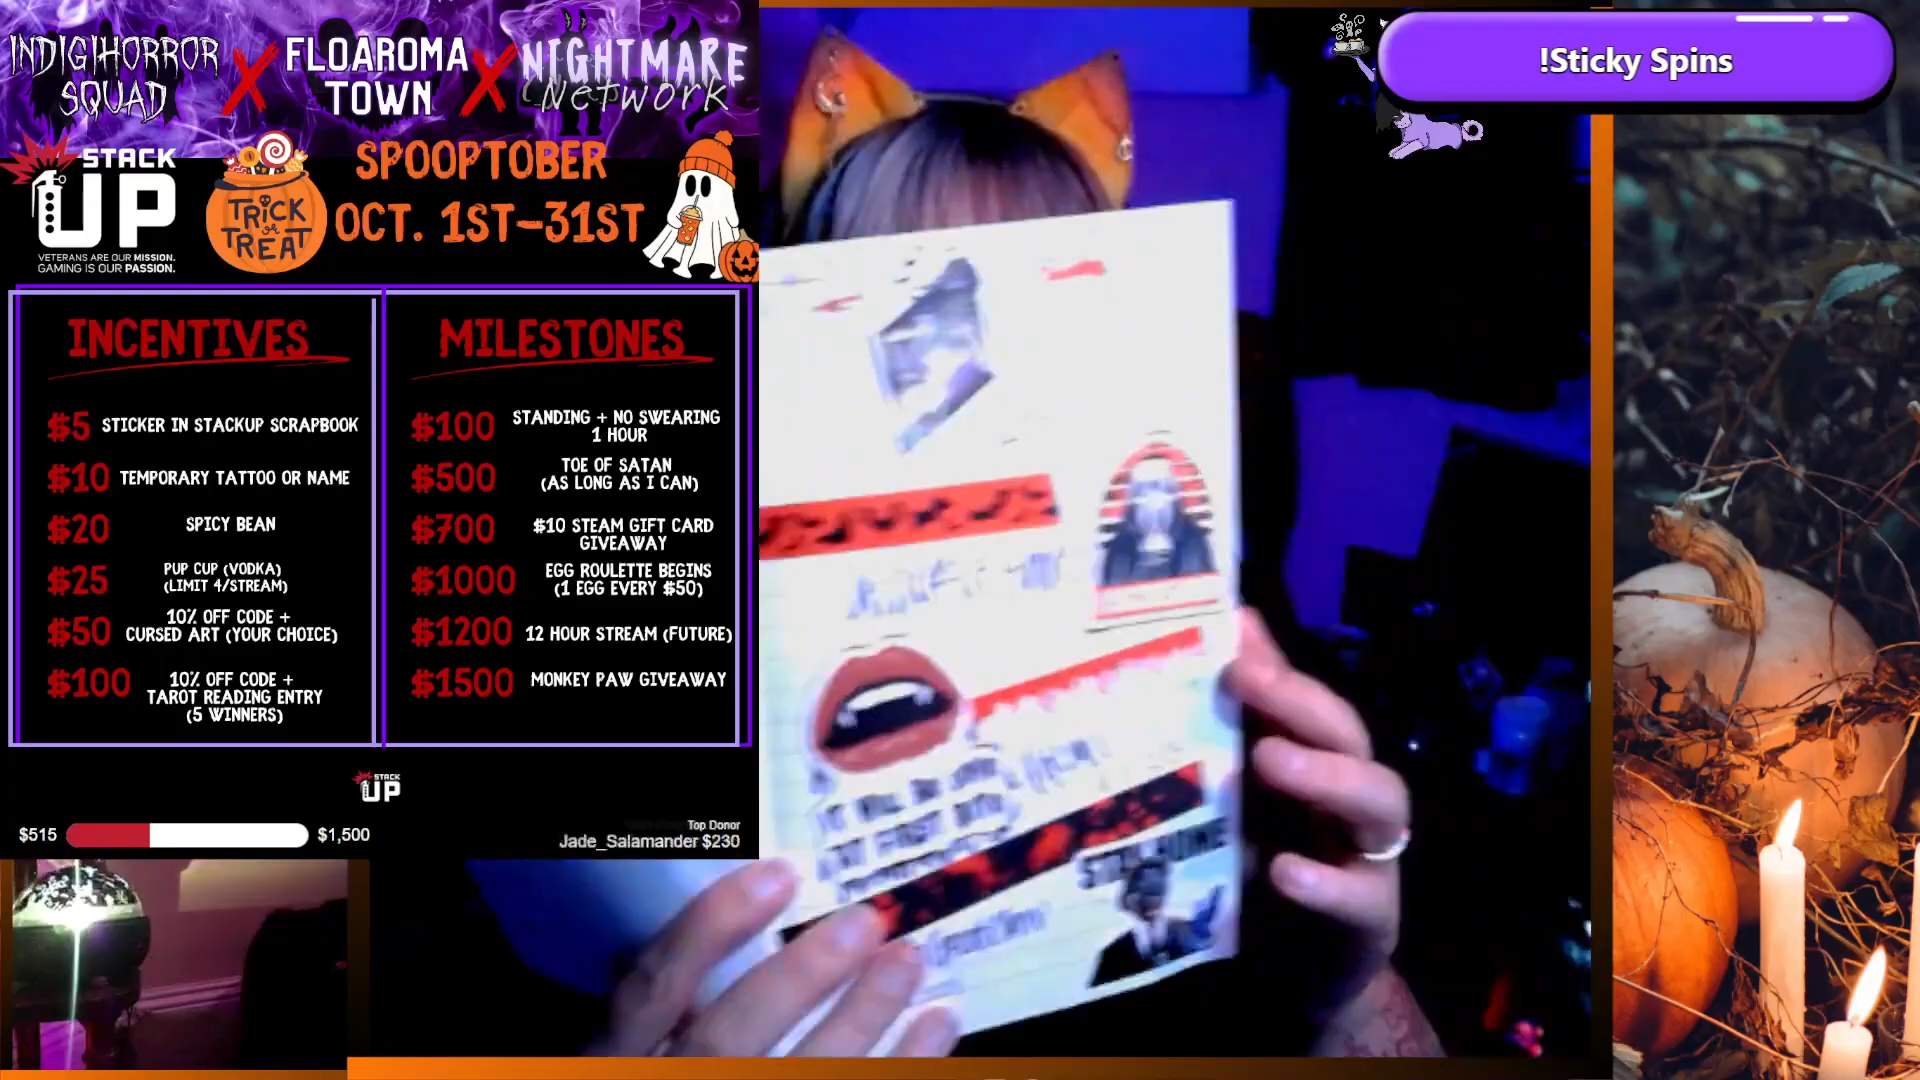 INDIGIHORROR
SQUAD
X
FLOAROMA
TOWN
X
NIGHTMARE
Network
STACK
UP
VETERANS ARE OUR MISSION.
GAMING IS OUR PASSION.
TRICK
or
TREAT
SPOOPTOBER
OCT. 1ST-31ST
INCENTIVES
$5 STICKER IN STACKUP SCRAPBOOK
$10 TEMPORARY TATTOO OR NAME
$20 SPICY BEAN
$25 PUP CUP (VODKA)
(LIMIT 4/STREAM)
$50 10% OFF CODE +
CURSED ART (YOUR CHOICE)
$100 10% OFF CODE +
TAROT READING ENTRY
(5 WINNERS)
MILESTONES
$100 STANDING + NO SWEARING
1 HOUR
$500 TOE OF SATAN
(AS LONG AS I CAN)
$700 $10 STEAM GIFT CARD
GIVEAWAY
$1000 EGG ROULETTE BEGINS
(1 EGG EVERY $50)
$1200 12 HOUR STREAM (FUTURE)
$1500 MONKEY PAW GIVEAWAY
STACK
UP
$515
$1,500
Top Donor
Jade_Salamander $230
!Sticky Spins
IT WILL BE